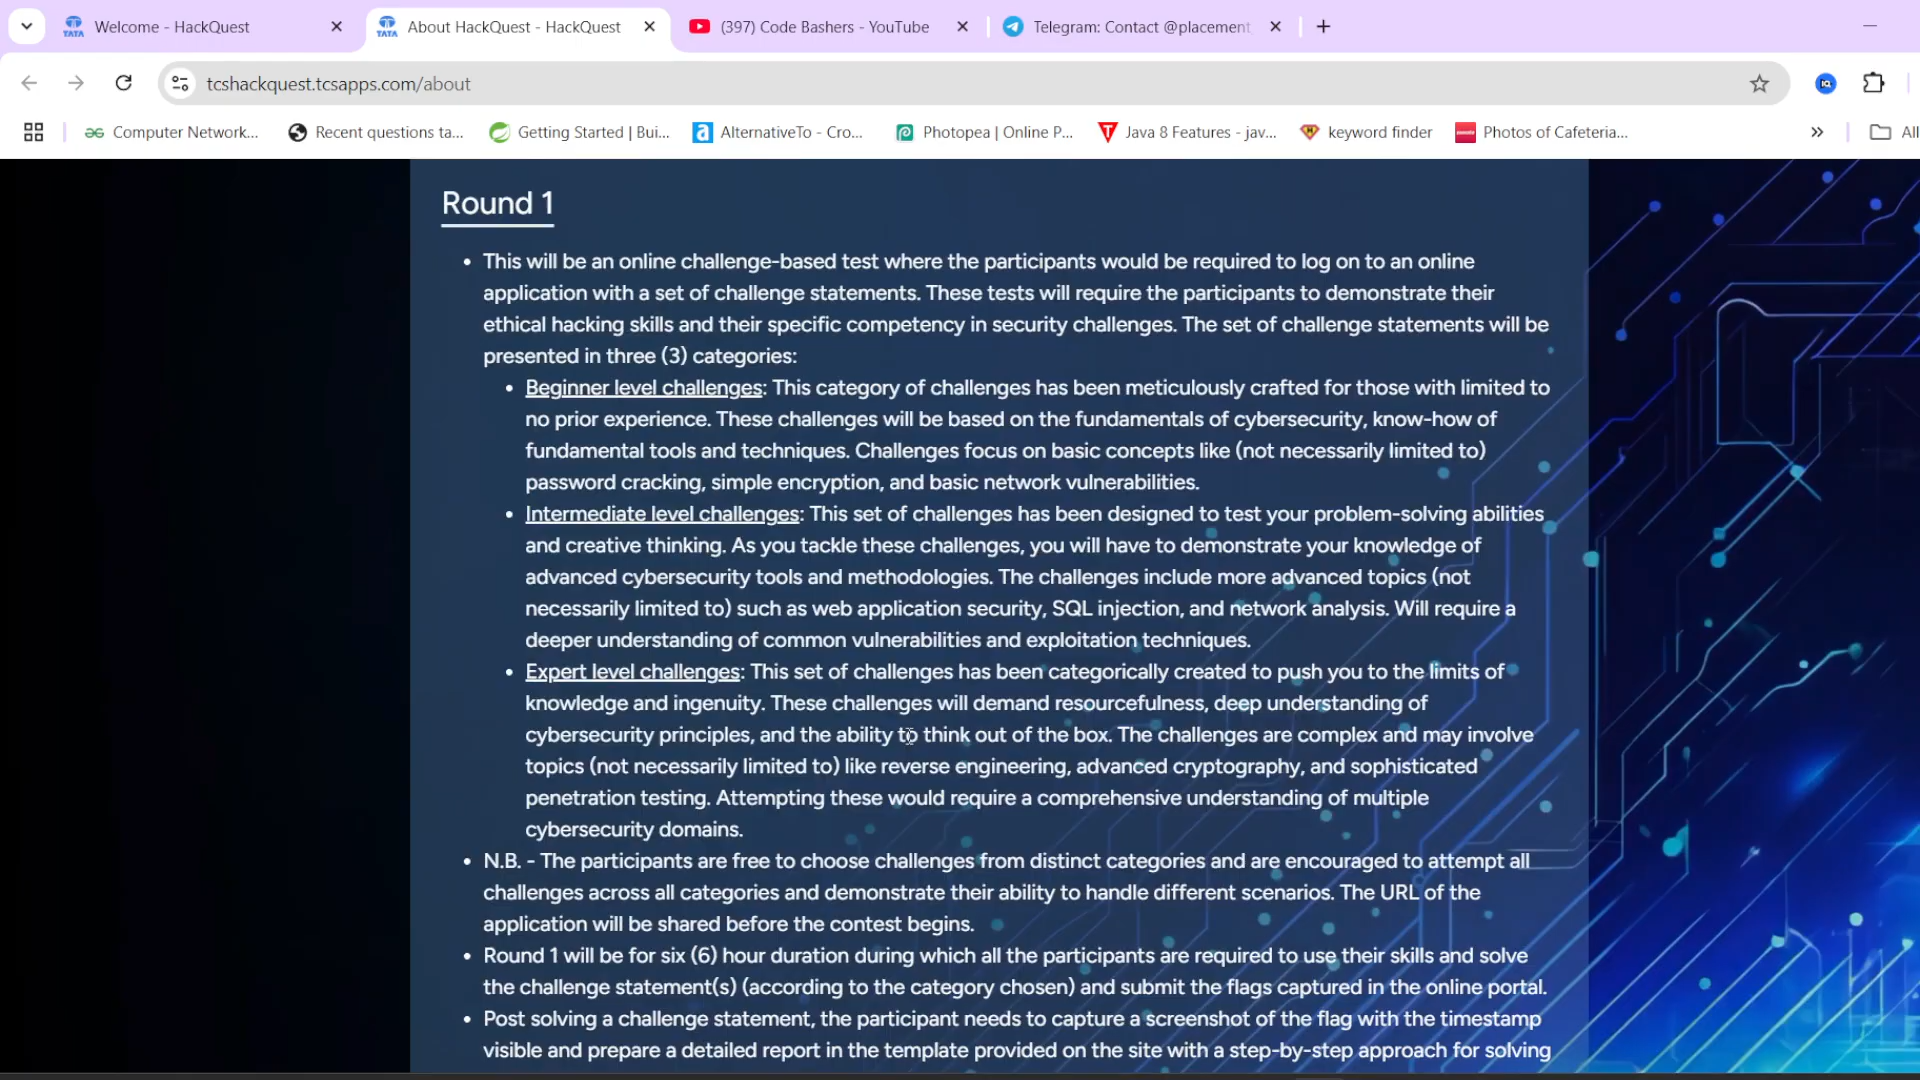 Welcome - HackQuest
About HackQuest - HackQuest
(397) Code Bashers - YouTube
Telegram: Contact @placement
tcshackquest.tcsapps.com/about
Computer Network...
Recent questions ta...
Getting Started | Bui...
AlternativeTo - Cro...
Photopea | Online P...
Java 8 Features - jav...
keyword finder
Photos of Cafeteria...
All
TATA
TATA
Round 1
• This will be an online challenge-based test where the participants would be required to log on to an online
application with a set of challenge statements. These tests will require the participants to demonstrate their
ethical hacking skills and their specific competency in security challenges. The set of challenge statements will be
presented in three (3) categories:
• Beginner level challenges: This category of challenges has been meticulously crafted for those with limited to
no prior experience. These challenges will be based on the fundamentals of cybersecurity, know-how of
fundamental tools and techniques. Challenges focus on basic concepts like (not necessarily limited to)
password cracking, simple encryption, and basic network vulnerabilities.
• Intermediate level challenges: This set of challenges has been designed to test your problem-solving abilities
and creative thinking. As you tackle these challenges, you will have to demonstrate your knowledge of
advanced cybersecurity tools and methodologies. The challenges include more advanced topics (not
necessarily limited to) such as web application security, SQL injection, and network analysis. Will require a
deeper understanding of common vulnerabilities and exploitation techniques.
• Expert level challenges: This set of challenges has been categorically created to push you to the limits of
knowledge and ingenuity. These challenges will demand resourcefulness, deep understanding of
cybersecurity principles, and the ability to think out of the box. The challenges are complex and may involve
topics (not necessarily limited to) like reverse engineering, advanced cryptography, and sophisticated
penetration testing. Attempting these would require a comprehensive understanding of multiple
cybersecurity domains.
• N.B. - The participants are free to choose challenges from distinct categories and are encouraged to attempt all
challenges across all categories and demonstrate their ability to handle different scenarios. The URL of the
application will be shared before the contest begins.
• Round 1 will be for six (6) hour duration during which all the participants are required to use their skills and solve
the challenge statement(s) (according to the category chosen) and submit the flags captured in the online portal.
• Post solving a challenge statement, the participant needs to capture a screenshot of the flag with the timestamp
visible and prepare a detailed report in the template provided on the site with a step-by-step approach for solving